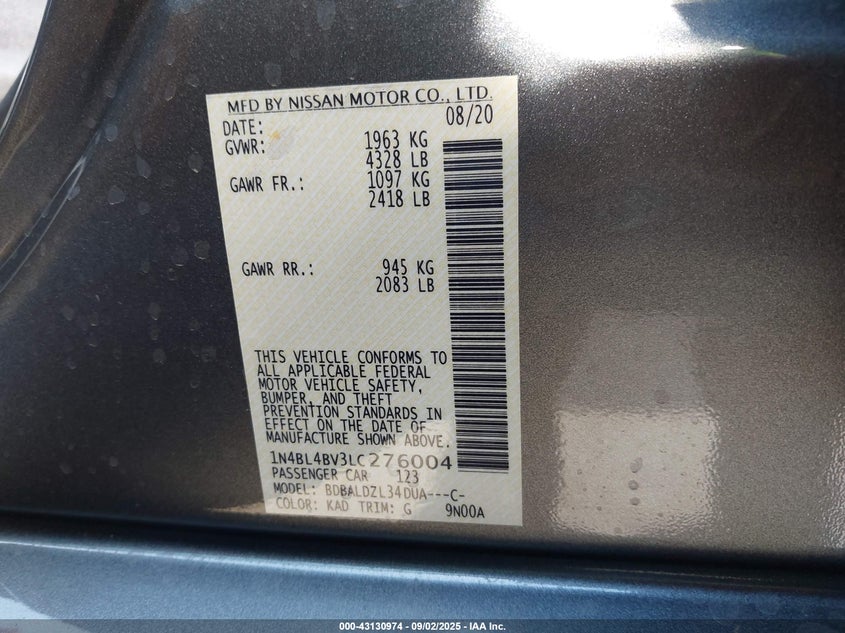 MFD BY NISSAN MOTOR CO., LTD.
DATE: 08/20
GVWR: 1963 KG
4328 LB
GAWR FR.: 1097 KG
2418 LB
GAWR RR.: 945 KG
2083 LB
THIS VEHICLE CONFORMS TO
ALL APPLICABLE FEDERAL
MOTOR VEHICLE SAFETY,
BUMPER, AND THEFT
PREVENTION STANDARDS IN
EFFECT ON THE DATE OF
MANUFACTURE SHOWN ABOVE.
1N4BL4BV3LC276004
PASSENGER CAR 123
MODEL: BDBALDZL34DUA---C-
COLOR: KAD TRIM: G 9N00A
000-43130974 - 09/02/2025 - IAA Inc.